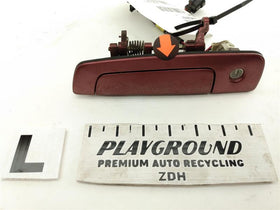 L
PLAYGROUND
PREMIUM AUTO RECYCLING
ZDH